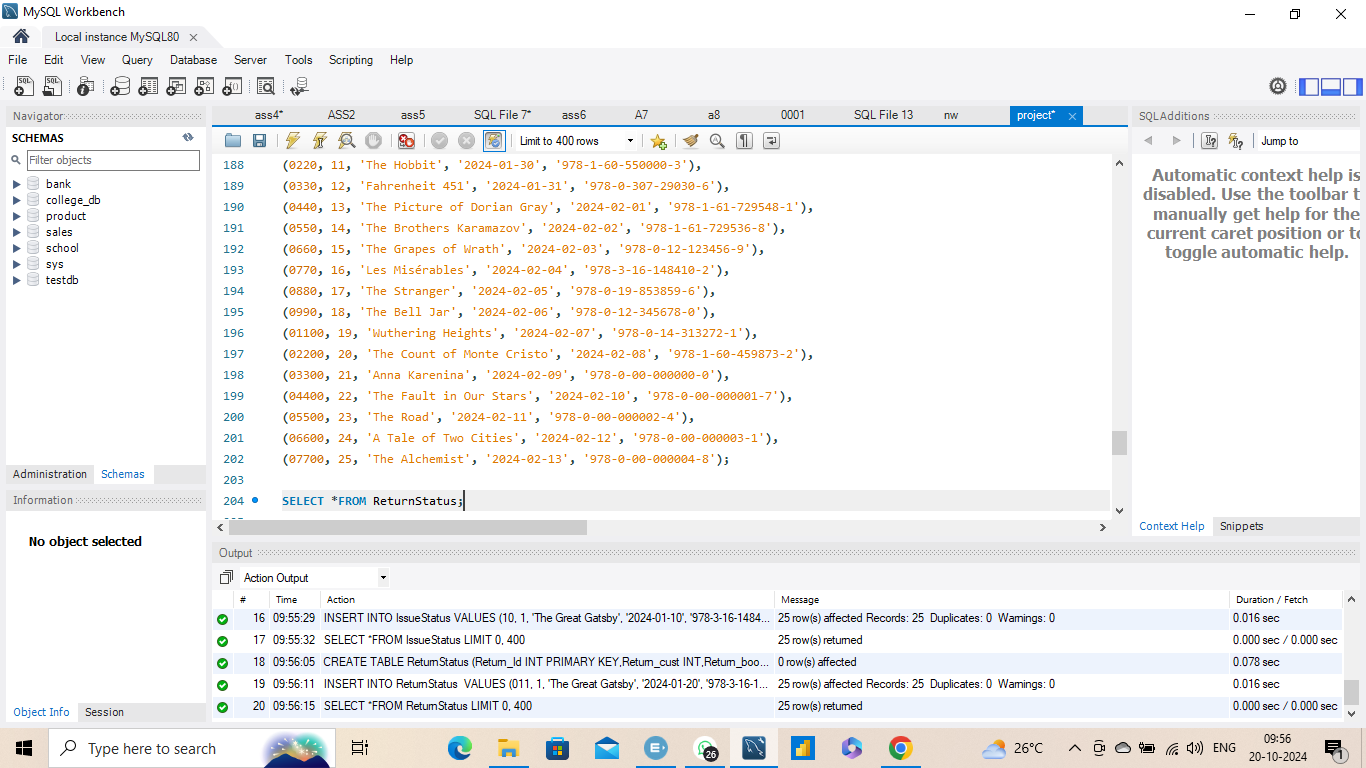 MySQL Workbench
Local instance MySQL80
File Edit View Query Database Server Tools Scripting Help
Navigator
SCHEMAS
Filter objects
bank
college_db
product
sales
school
sys
testdb
Administration Schemas
Information
No object selected
Object Info Session
ass4* ASS2 ass5 SQL File 7* ass6 A7 a8 0001 SQL File 13 nw project*
Limit to 400 rows
188 (0220, 11, 'The Hobbit', '2024-01-30', '978-1-60-550000-3'),
189 (0330, 12, 'Fahrenheit 451', '2024-01-31', '978-0-307-29030-6'),
190 (0440, 13, 'The Picture of Dorian Gray', '2024-02-01', '978-1-61-729548-1'),
191 (0550, 14, 'The Brothers Karamazov', '2024-02-02', '978-1-61-729536-8'),
192 (0660, 15, 'The Grapes of Wrath', '2024-02-03', '978-0-12-123456-9'),
193 (0770, 16, 'Les Misérables', '2024-02-04', '978-3-16-148410-2'),
194 (0880, 17, 'The Stranger', '2024-02-05', '978-0-19-853859-6'),
195 (0990, 18, 'The Bell Jar', '2024-02-06', '978-0-12-345678-0'),
196 (01100, 19, 'Wuthering Heights', '2024-02-07', '978-0-14-313272-1'),
197 (02200, 20, 'The Count of Monte Cristo', '2024-02-08', '978-1-60-459873-2'),
198 (03300, 21, 'Anna Karenina', '2024-02-09', '978-0-00-000000-0'),
199 (04400, 22, 'The Fault in Our Stars', '2024-02-10', '978-0-00-000001-7'),
200 (05500, 23, 'The Road', '2024-02-11', '978-0-00-000002-4'),
201 (06600, 24, 'A Tale of Two Cities', '2024-02-12', '978-0-00-000003-1'),
202 (07700, 25, 'The Alchemist', '2024-02-13', '978-0-00-000004-8');
203
204 SELECT *FROM ReturnStatus;
SQLAdditions
Jump to
Automatic context help is
disabled. Use the toolbar t
manually get help for the
current caret position or to
toggle automatic help.
Context Help Snippets
Output
Action Output
# Time Action Message Duration / Fetch
16 09:55:29 INSERT INTO IssueStatus VALUES (10, 1, 'The Great Gatsby', '2024-01-10', '978-3-16-1484... 25 row(s) affected Records: 25 Duplicates: 0 Warnings: 0 0.016 sec
17 09:55:32 SELECT *FROM IssueStatus LIMIT 0, 400 25 row(s) returned 0.000 sec / 0.000 sec
18 09:56:05 CREATE TABLE ReturnStatus (Return_Id INT PRIMARY KEY,Return_cust INT,Return_boo... 0 row(s) affected 0.078 sec
19 09:56:11 INSERT INTO ReturnStatus VALUES (011, 1, 'The Great Gatsby', '2024-01-20', '978-3-16-1... 25 row(s) affected Records: 25 Duplicates: 0 Warnings: 0 0.016 sec
20 09:56:15 SELECT *FROM ReturnStatus LIMIT 0, 400 25 row(s) returned 0.000 sec / 0.000 sec
Type here to search
26
26°C
ENG
09:56
20-10-2024
1